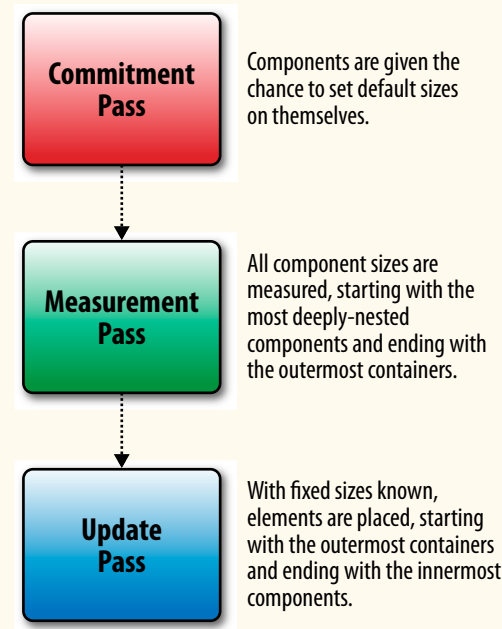 Commitment
Pass
Components are given the
chance to set default sizes
on themselves.
Measurement
Pass
All component sizes are
measured, starting with the
most deeply-nested
components and ending with
the outermost containers.
Update
Pass
With fixed sizes known,
elements are placed, starting
with the outermost containers
and ending with the innermost
components.